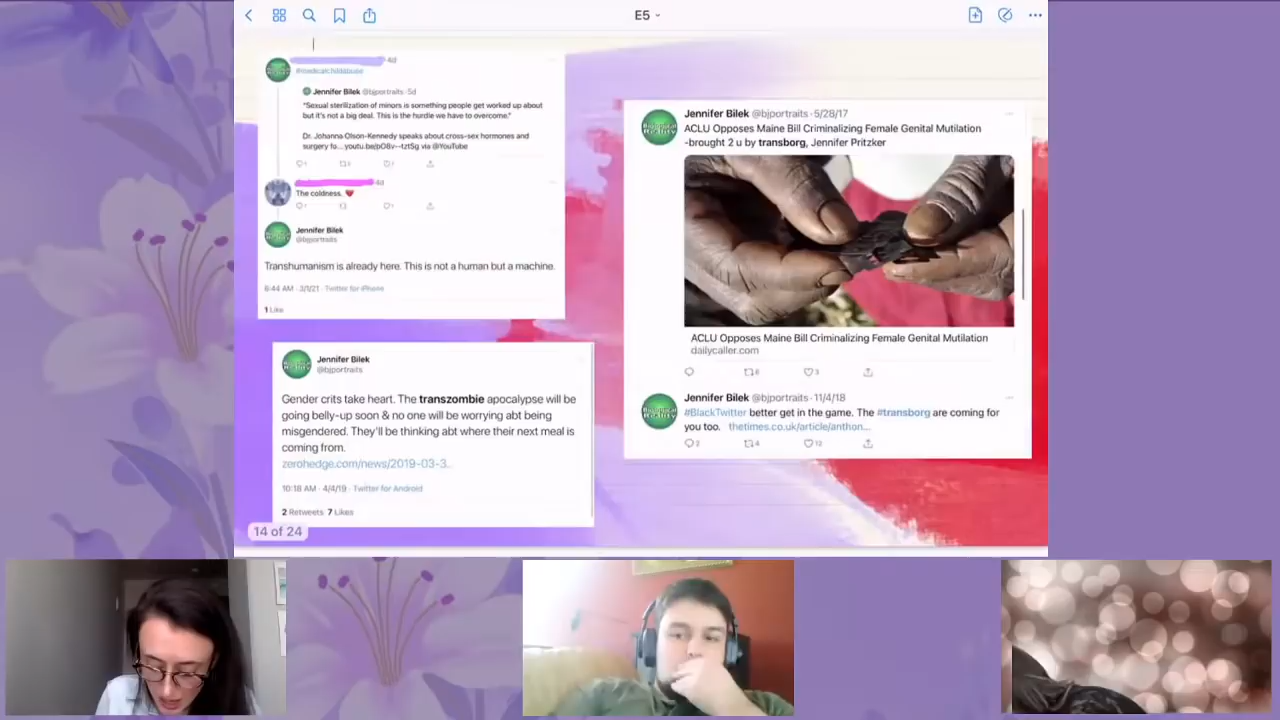 E5
4d
#medicalchildabuse
Jennifer Bilek @bjportraits · 5d
"Sexual sterilization of minors is something people get worked up about
but it's not a big deal. This is the hurdle we have to overcome."
Dr. Johanna Olson-Kennedy speaks about cross-sex hormones and
surgery fo... via @YouTube
4d
The coldness.
Jennifer Bilek
@bjportraits
Transhumanism is already here. This is not a human but a machine.
6:44 AM · 3/1/21 · Twitter for iPhone
1 Like
Jennifer Bilek
@bjportraits
Gender crits take heart. The transzombie apocalypse will be
going belly-up soon & no one will be worrying abt being
misgendered. They'll be thinking abt where their next meal is
coming from.
zerohedge.com/news/2019-03-3...
10:18 AM · 4/4/19 · Twitter for Android
2 Retweets 7 Likes
14 of 24
Jennifer Bilek @bjportraits · 5/28/17
ACLU Opposes Maine Bill Criminalizing Female Genital Mutilation
-brought 2 u by transborg, Jennifer Pritzker
ACLU Opposes Maine Bill Criminalizing Female Genital Mutilation
dailycaller.com
6 3
Jennifer Bilek @bjportraits · 11/4/18
#BlackTwitter better get in the game. The #transborg are coming for
you too. thetimes.co.uk/article/anthon...
2 4 12